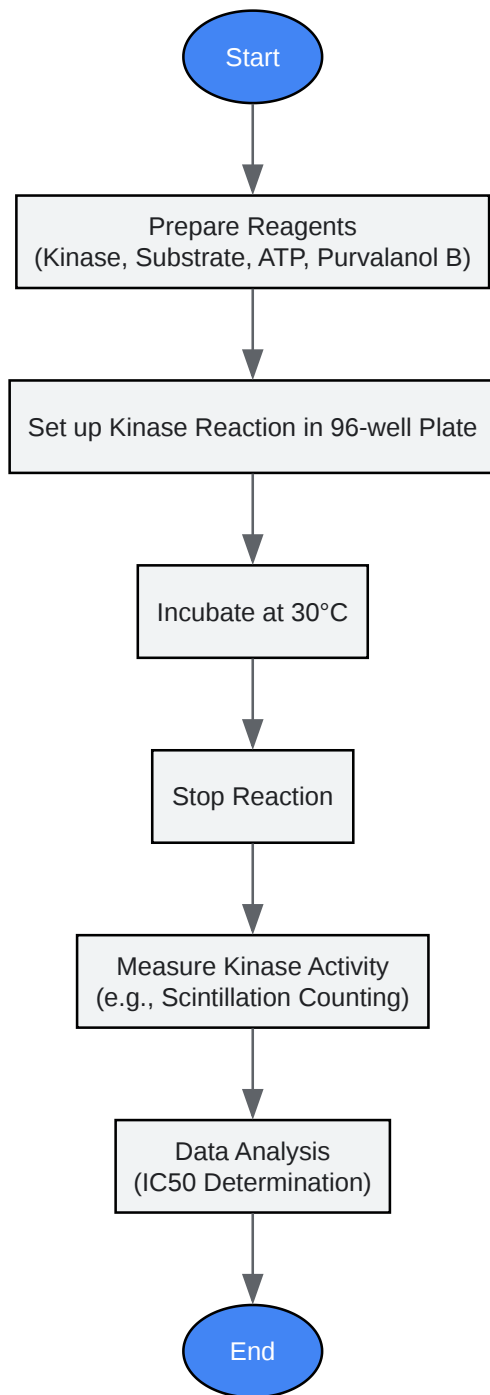 Start
Prepare Reagents
(Kinase, Substrate, ATP, Purvalanol B)
Set up Kinase Reaction in 96-well Plate
Incubate at 30°C
Stop Reaction
Measure Kinase Activity
(e.g., Scintillation Counting)
Data Analysis
(IC50 Determination)
End